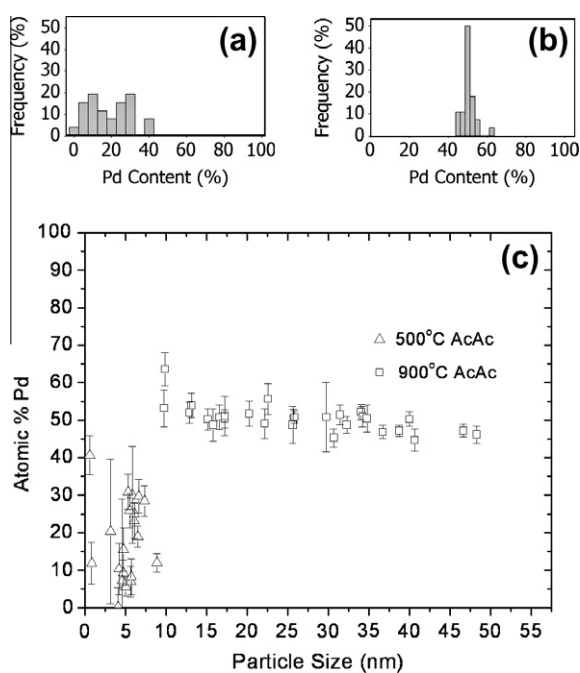 (a)
Frequency (%)
50
40
30
20
10
0
0 20 40 60 80 100
Pd Content (%)
(b)
Frequency (%)
50
40
30
20
10
0
0 20 40 60 80 100
Pd Content (%)
(c)
Atomic % Pd
100
90
80
70
60
50
40
30
20
10
0
500°C AcAc
900°C AcAc
0 5 10 15 20 25 30 35 40 45 50 55
Particle Size (nm)